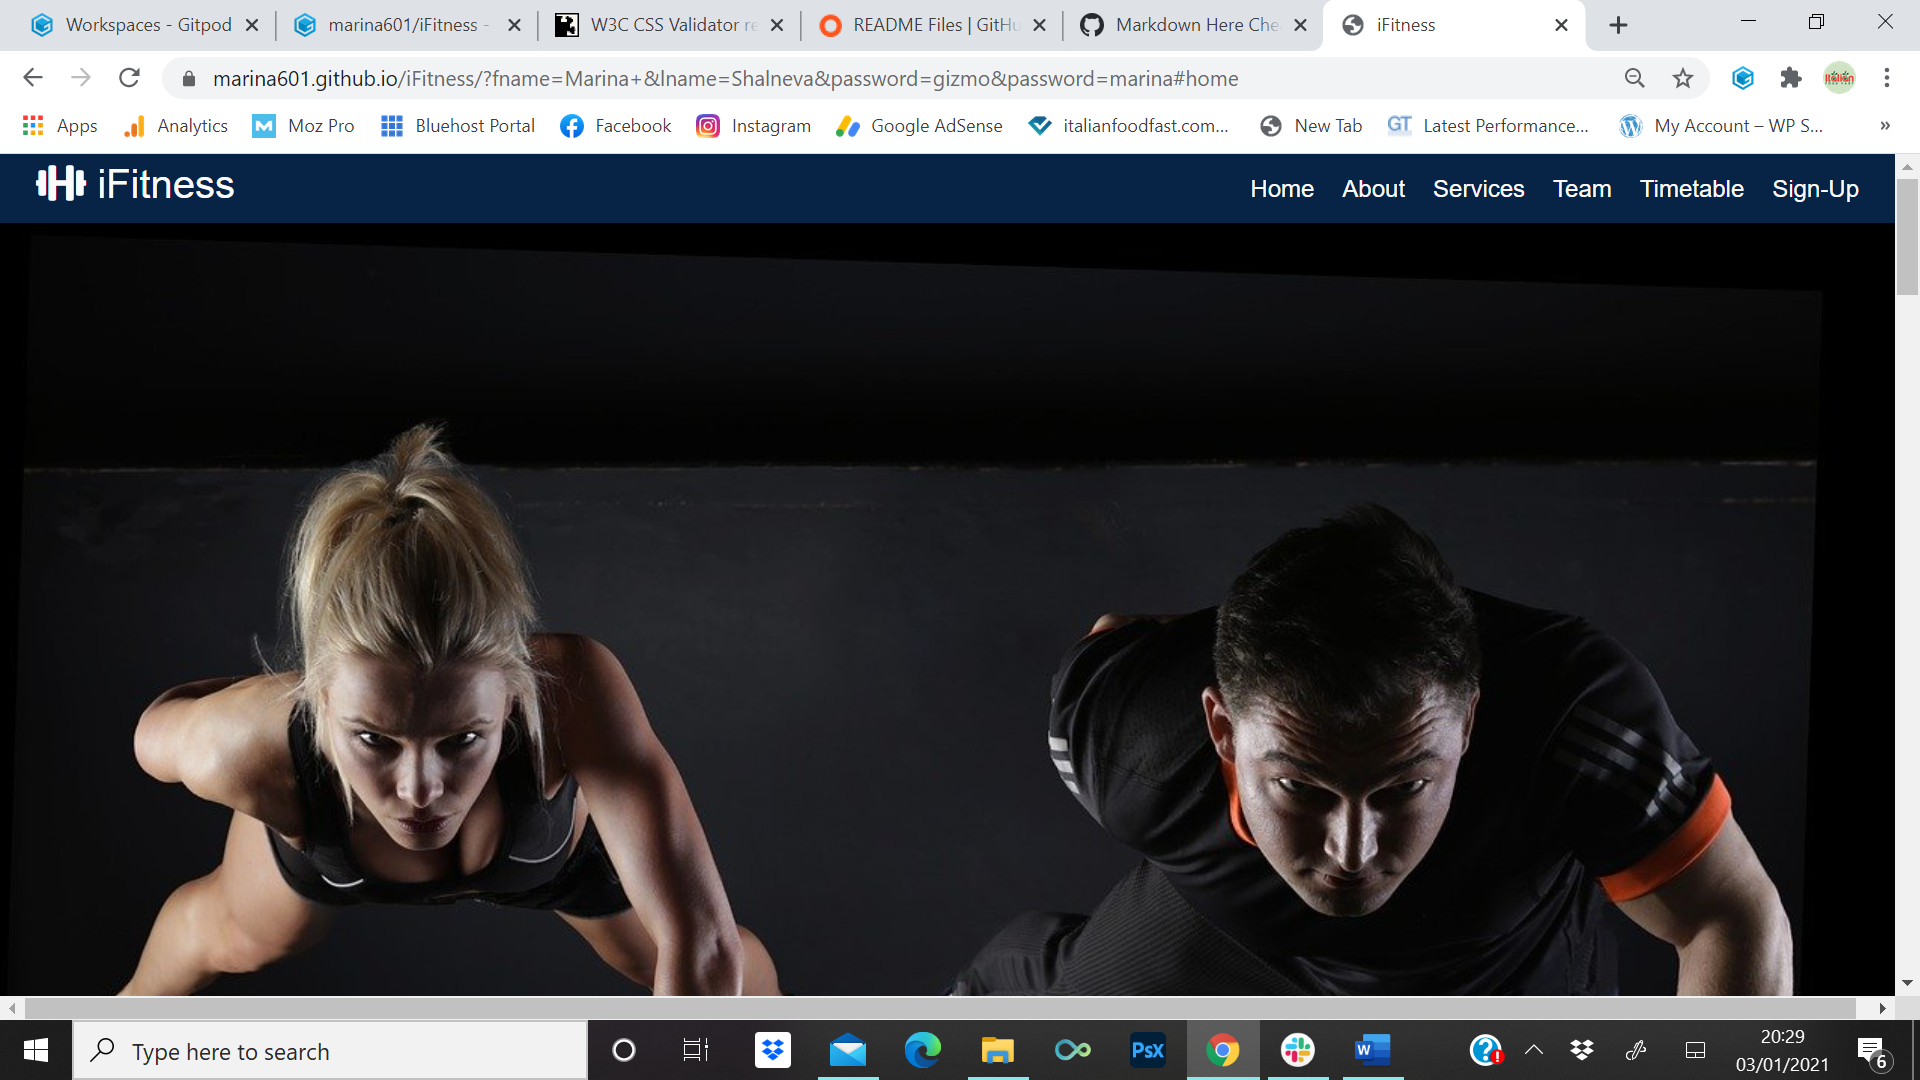 Workspaces - Gitpod
marina601/iFitness -
W3C CSS Validator re
README Files | GitHu
Markdown Here Che
iFitness
marina601.github.io/iFitness/?fname=Marina+&lname=Shalneva&password=gizmo&password=marina#home
Apps
Analytics
M
Moz Pro
Bluehost Portal
Facebook
Instagram
Google AdSense
italianfoodfast.com...
New Tab
GT
Latest Performance...
My Account – WP S...
»
iFitness
Home
About
Services
Team
Timetable
Sign-Up
Type here to search
Psx
W
20:29
03/01/2021
6